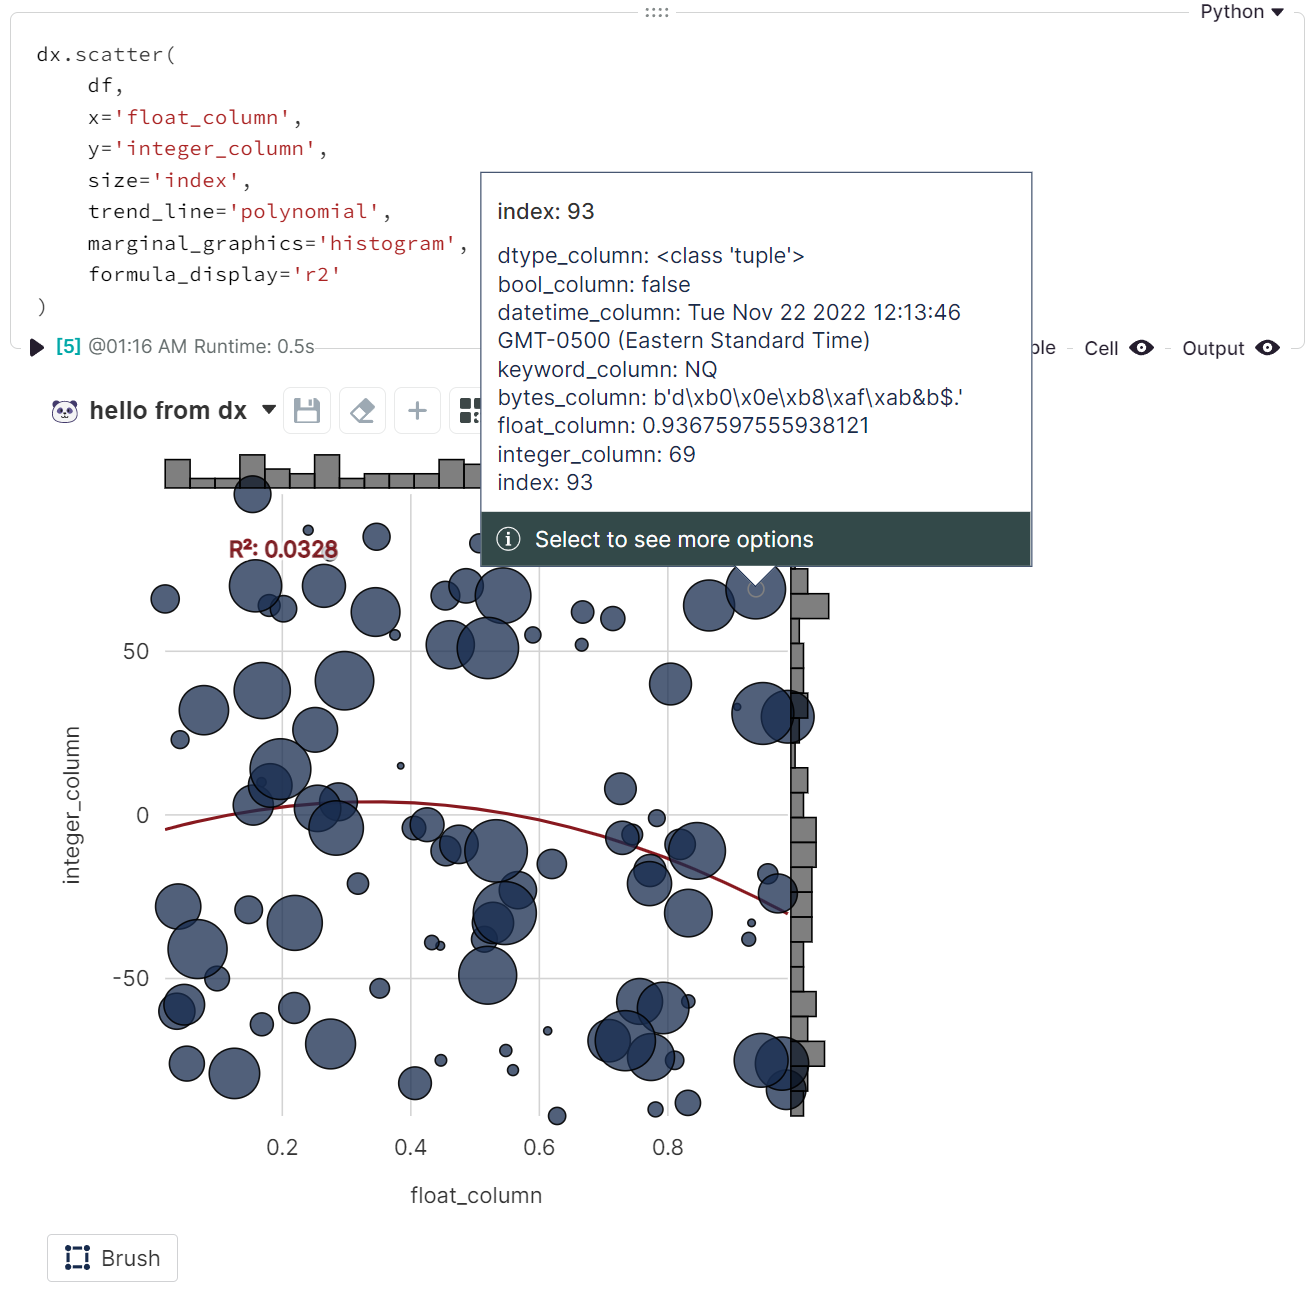 Python
dx.scatter(
    df,
    x='float_column',
    y='integer_column',
    size='index',
    trend_line='polynomial',
    marginal_graphics='histogram',
    formula_display='r2'
)
[5] @01:16 AM Runtime: 0.5s
Cell
Output
index: 93
dtype_column: <class 'tuple'>
bool_column: false
datetime_column: Tue Nov 22 2022 12:13:46
GMT-0500 (Eastern Standard Time)
keyword_column: NQ
bytes_column: b'd\xb0\x0e\xb8\xaf\xab&b$.'
float_column: 0.9367597555938121
integer_column: 69
index: 93
Select to see more options
hello from dx
R²: 0.0328
50
0
-50
integer_column
0.2 0.4 0.6 0.8
float_column
Brush